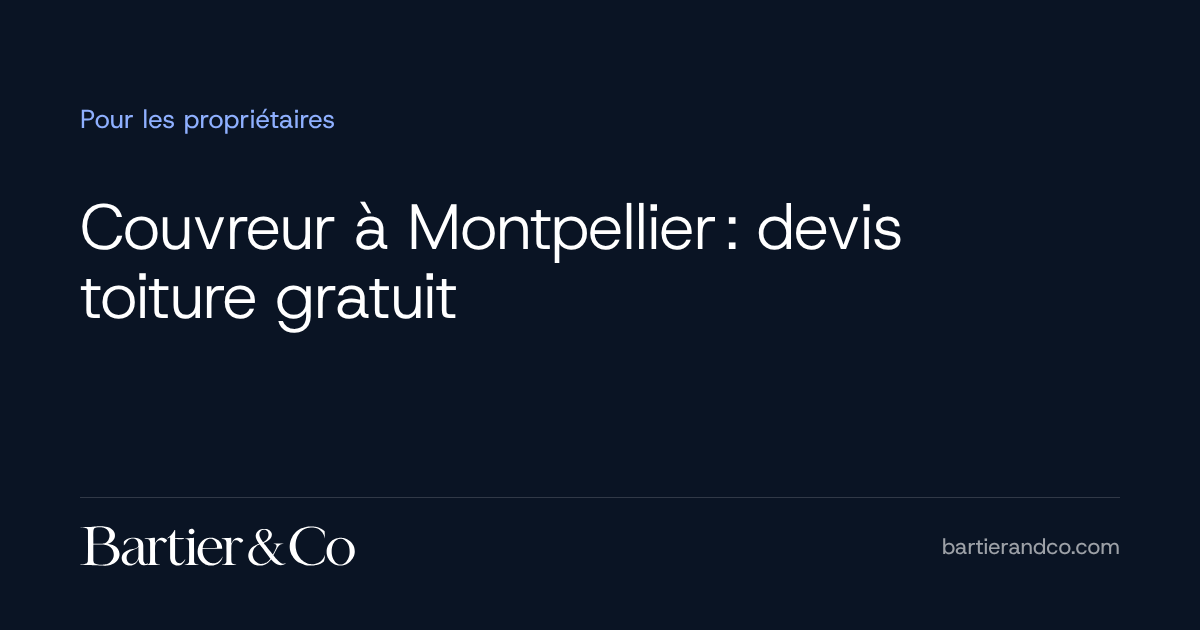 Pour les propriétaires
Couvreur à Montpellier : devis
toiture gratuit
Bartier & Co
bartierandco.com